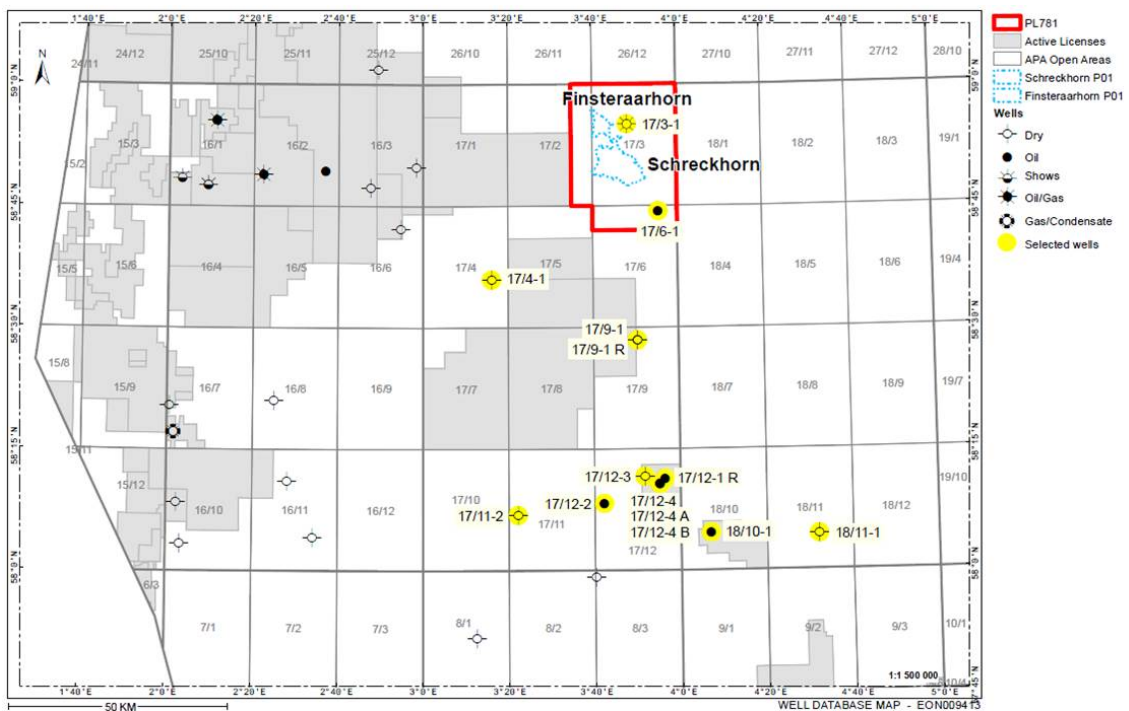 1°40'E 2°0'E 2°20'E 2°40'E 3°0'E 3°20'E 3°40'E 4°0'E 4°20'E 4°40'E 5°0'E
PL781
Active Licenses
APA Open Areas
Schreckhorn P01
Finsteraarhorn P01
Wells
Dry
Oil
Shows
Oil/Gas
Gas/Condensate
Selected wells
N
24/11 24/12 25/10 25/11 25/12 26/10 26/11 26/12 27/10 27/11 27/12 28/10
59°0'N 59°0'N
Finsteraarhorn
17/3-1
15/2 15/3 16/1 16/2 16/3 17/1 17/2 17/3 18/1 18/2 18/3 19/1
Schreckhorn
58°45'N 58°45'N
17/6-1
15/5 15/6 16/4 16/5 16/6 17/4 17/5 17/6 18/4 18/5 18/6 19/4
17/4-1
58°30'N 58°30'N
17/9-1
17/9-1 R
15/8 15/9 16/7 16/8 16/9 17/7 17/8 17/9 18/7 18/8 18/9 19/7
58°15'N 58°15'N
15/11
17/12-3 17/12-1 R
15/12 16/10 16/11 16/12 17/10 17/11 17/12 18/10 18/11 18/12 19/10
17/12-2 17/12-4
17/12-4 A
17/11-2 17/12-4 B 18/10-1 18/11-1
58°0'N 58°0'N
6/3
7/1 7/2 7/3 8/1 8/2 8/3 9/1 9/2 9/3 10/1
1:1 500 000
10/4
57°45'N
1°40'E 2°0'E 2°20'E 2°40'E 3°0'E 3°20'E 3°40'E 4°0'E 4°20'E 4°40'E 5°0'E
50 KM
WELL DATABASE MAP - EON009413